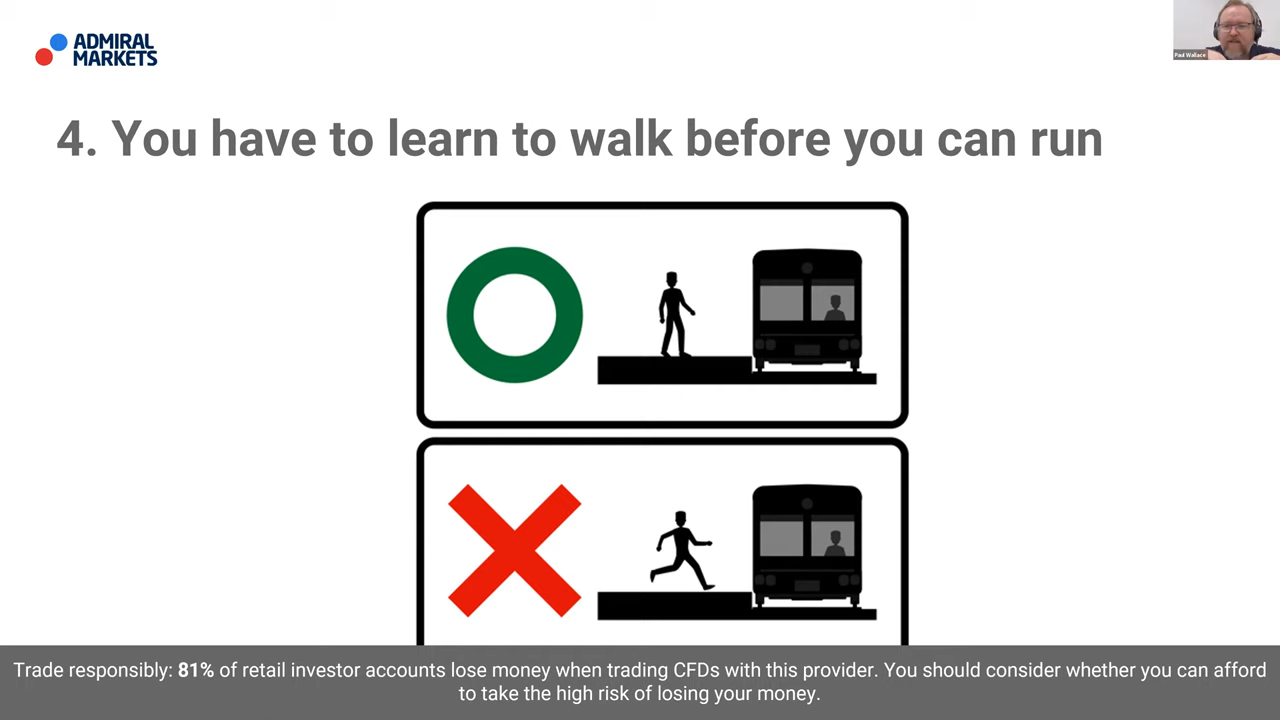 ADMIRAL
MARKETS
Paul Wallace
4. You have to learn to walk before you can run
Trade responsibly: 81% of retail investor accounts lose money when trading CFDs with this provider. You should consider whether you can afford
to take the high risk of losing your money.